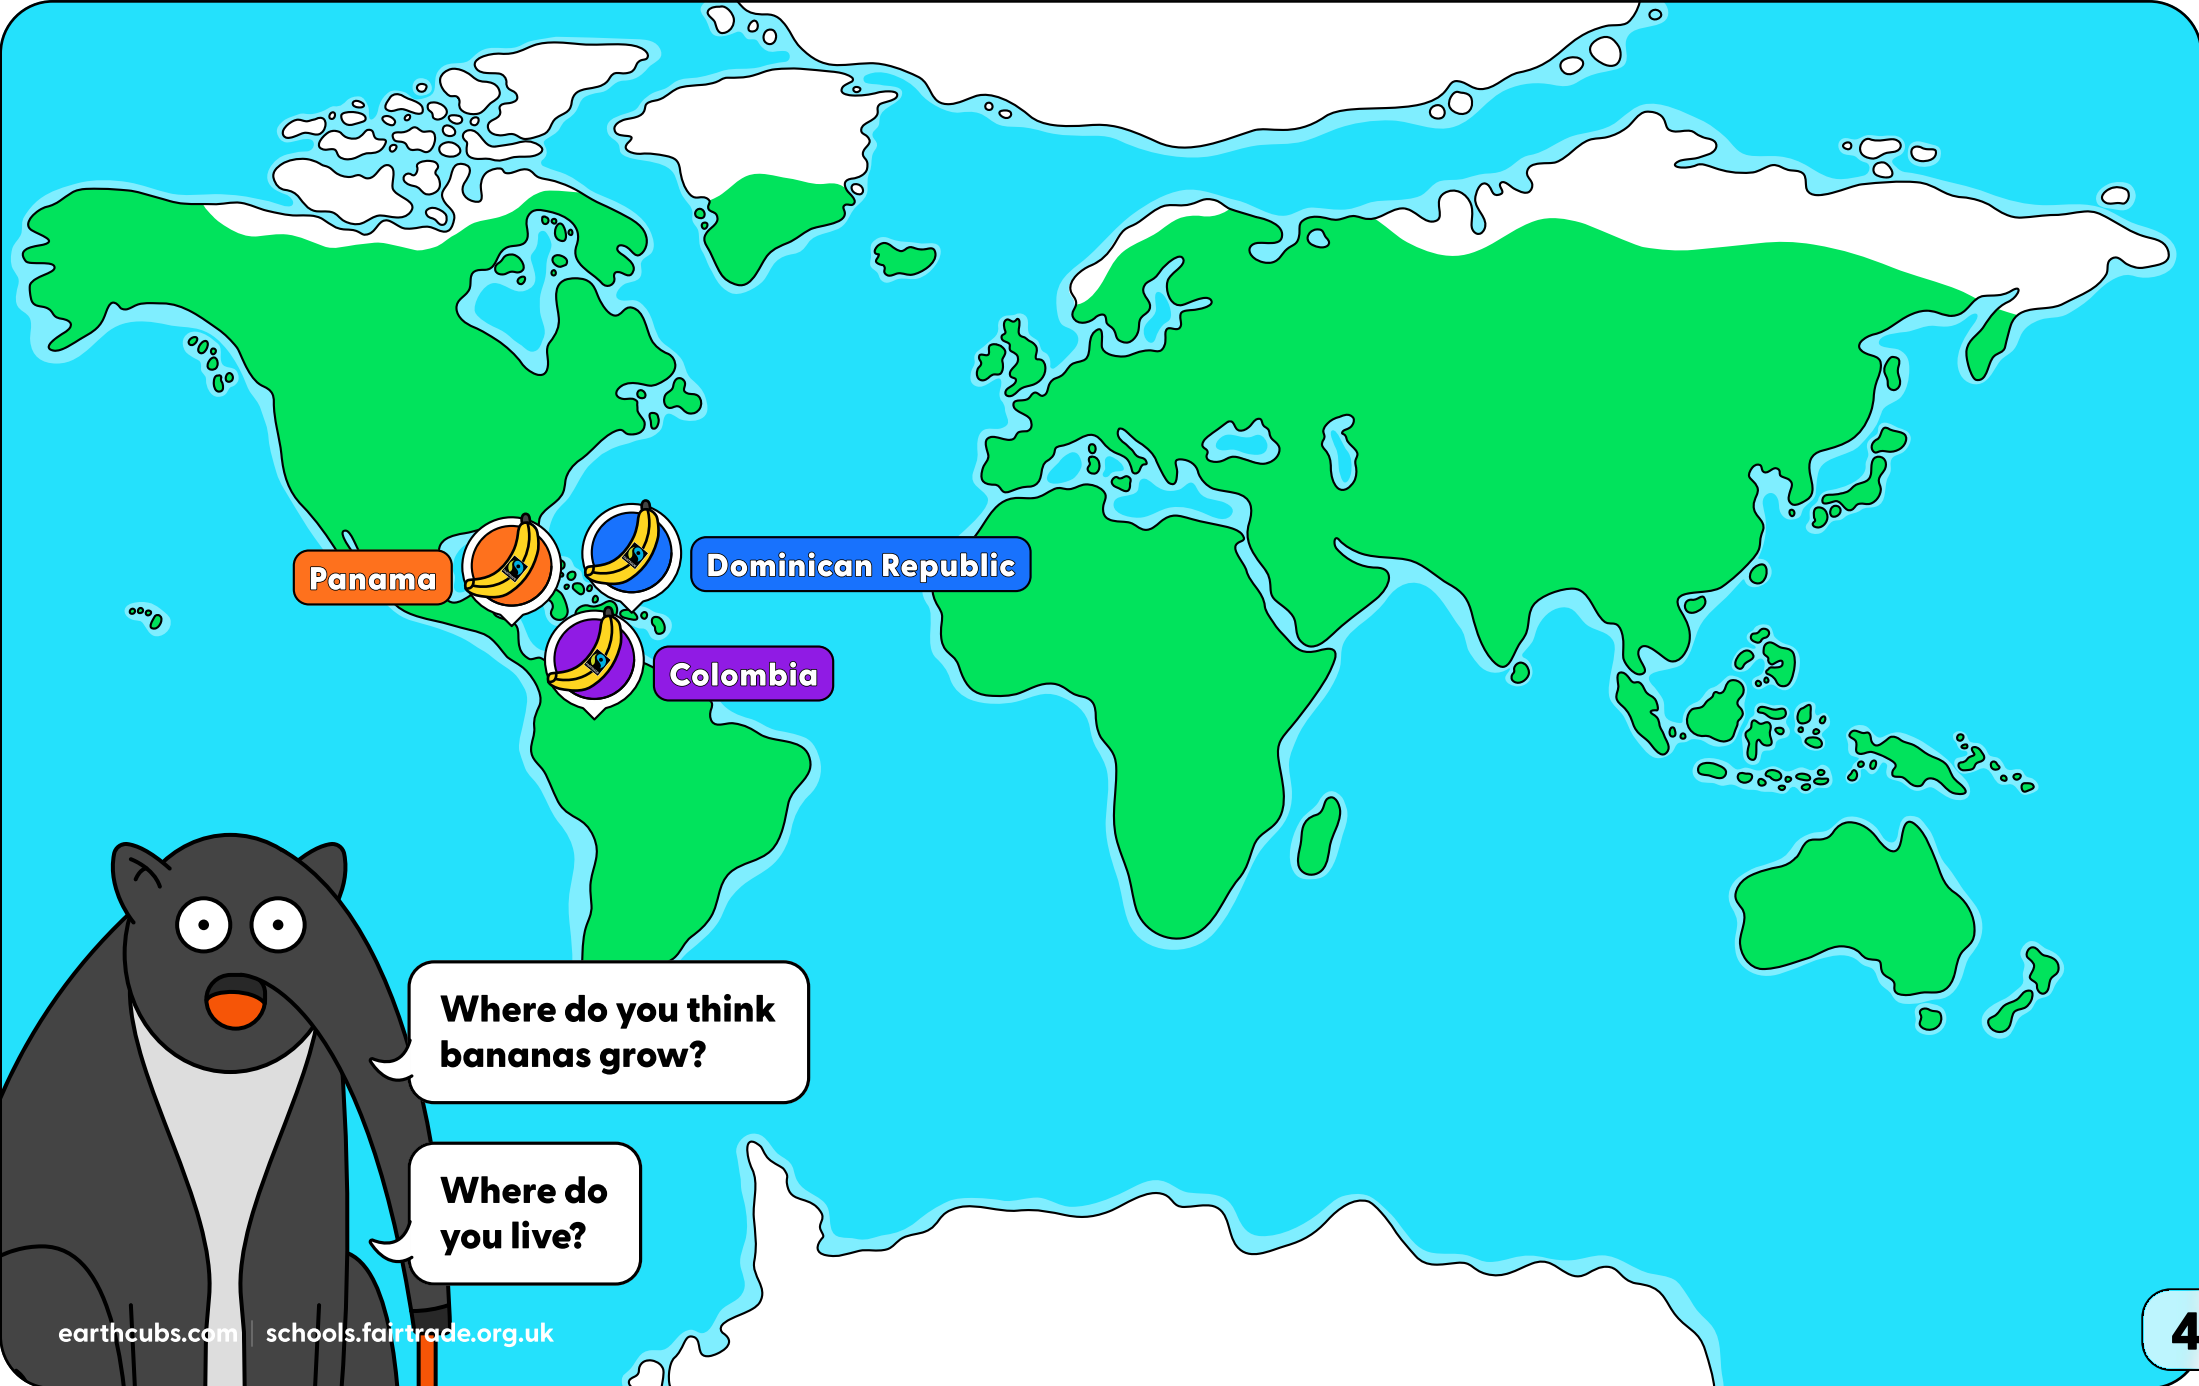 Panama
Dominican Republic
Colombia
Where do you think
bananas grow?
Where do
you live?
earthcubs.com | schools.fairtrade.org.uk
4